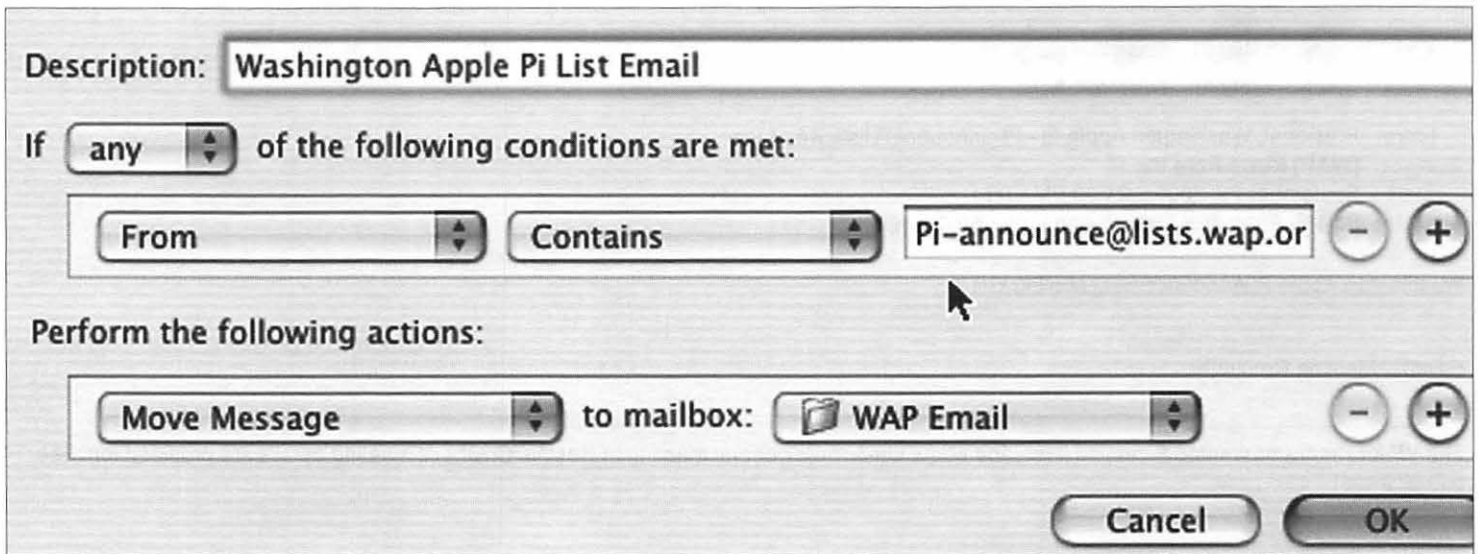 Description: Washington Apple Pi List Email
If any of the following conditions are met:
From Contains Pi-announce@lists.wap.or - +
Perform the following actions:
Move Message to mailbox: WAP Email - +
Cancel OK